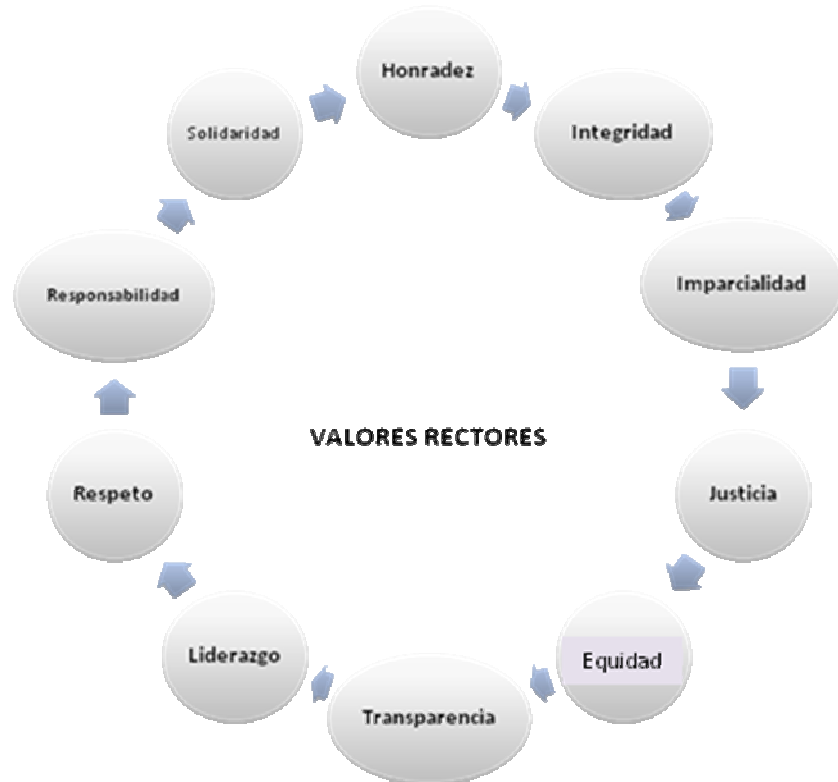 Honradez
Integridad
Imparcialidad
Justicia
Equidad
Transparencia
Liderazgo
Respeto
Responsabilidad
Solidaridad
VALORES RECTORES